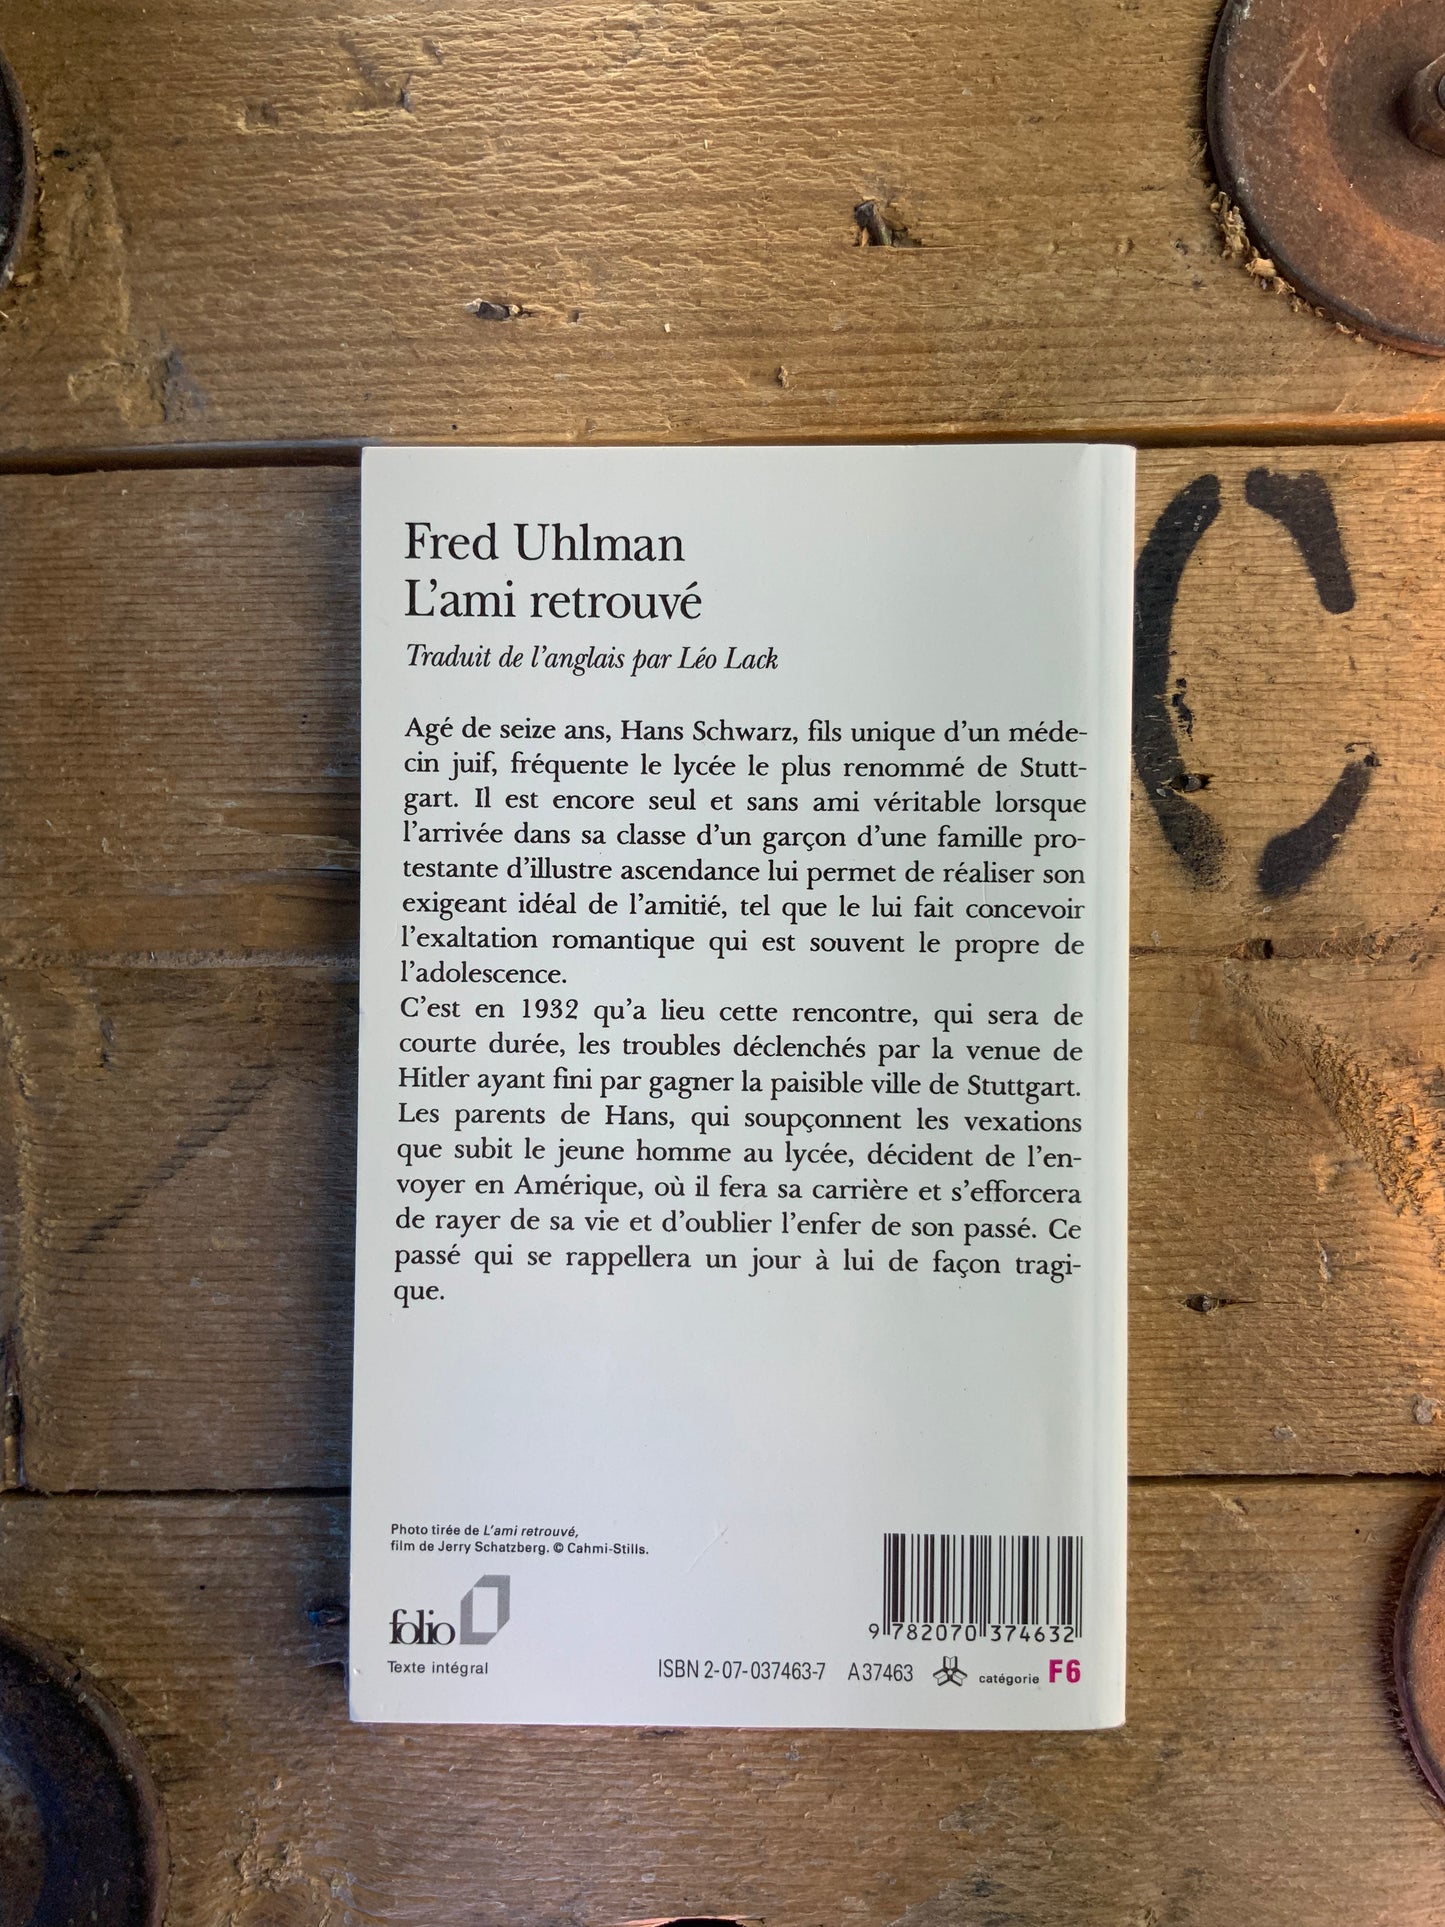 Fred Uhlman
L'ami retrouvé
Traduit de l'anglais par Léo Lack
Agé de seize ans, Hans Schwarz, fils unique d'un méde-
cin juif, fréquente le lycée le plus renommé de Stutt-
gart. Il est encore seul et sans ami véritable lorsque
l'arrivée dans sa classe d'un garçon d'une famille pro-
testante d'illustre ascendance lui permet de réaliser son
exigeant idéal de l'amitié, tel que le lui fait concevoir
l'exaltation romantique qui est souvent le propre de
l'adolescence.
C'est en 1932 qu'a lieu cette rencontre, qui sera de
courte durée, les troubles déclenchés par la venue de
Hitler ayant fini par gagner la paisible ville de Stuttgart.
Les parents de Hans, qui soupçonnent les vexations
que subit le jeune homme au lycée, décident de l'en-
voyer en Amérique, où il fera sa carrière et s'efforcera
de rayer de sa vie et d'oublier l'enfer de son passé. Ce
passé qui se rappellera un jour à lui de façon tragi-
que.
Photo tirée de L'ami retrouvé,
film de Jerry Schatzberg. © Cahmi-Stills.
folio
Texte intégral
9 782070 374632
ISBN 2-07-037463-7 A 37463 catégorie F6